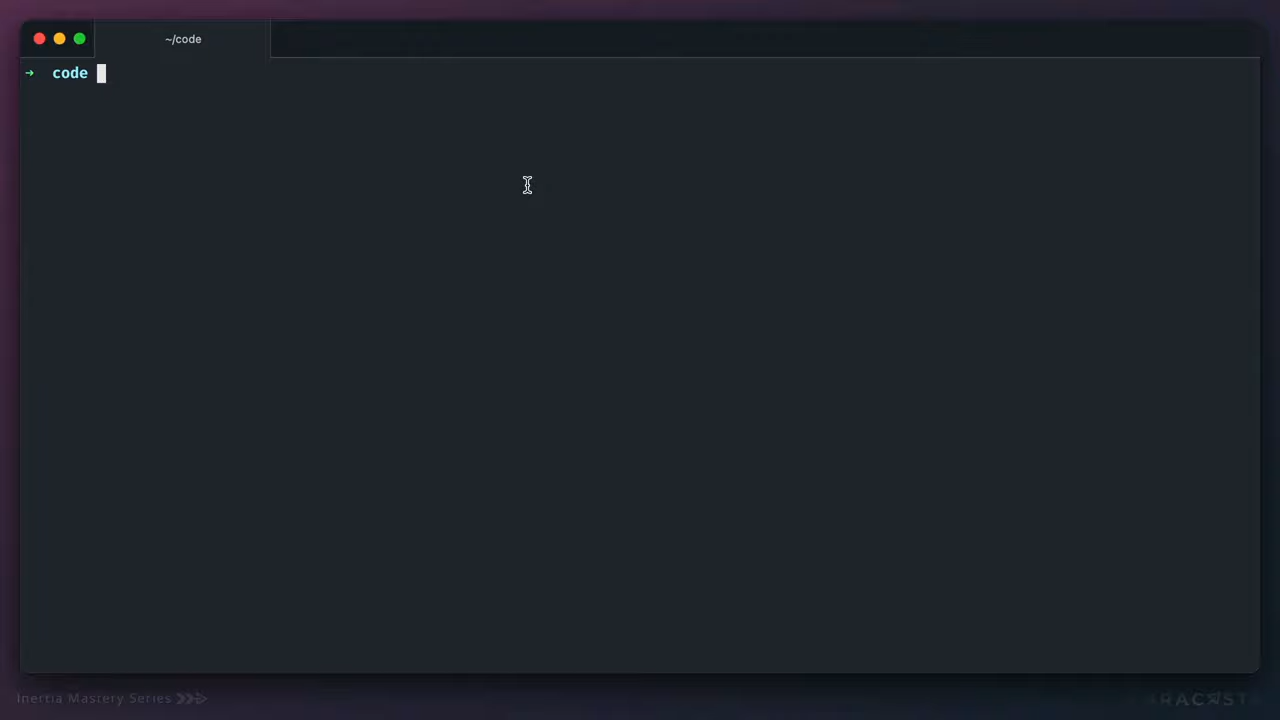 ~/code
➜ code
Inertia Mastery Series